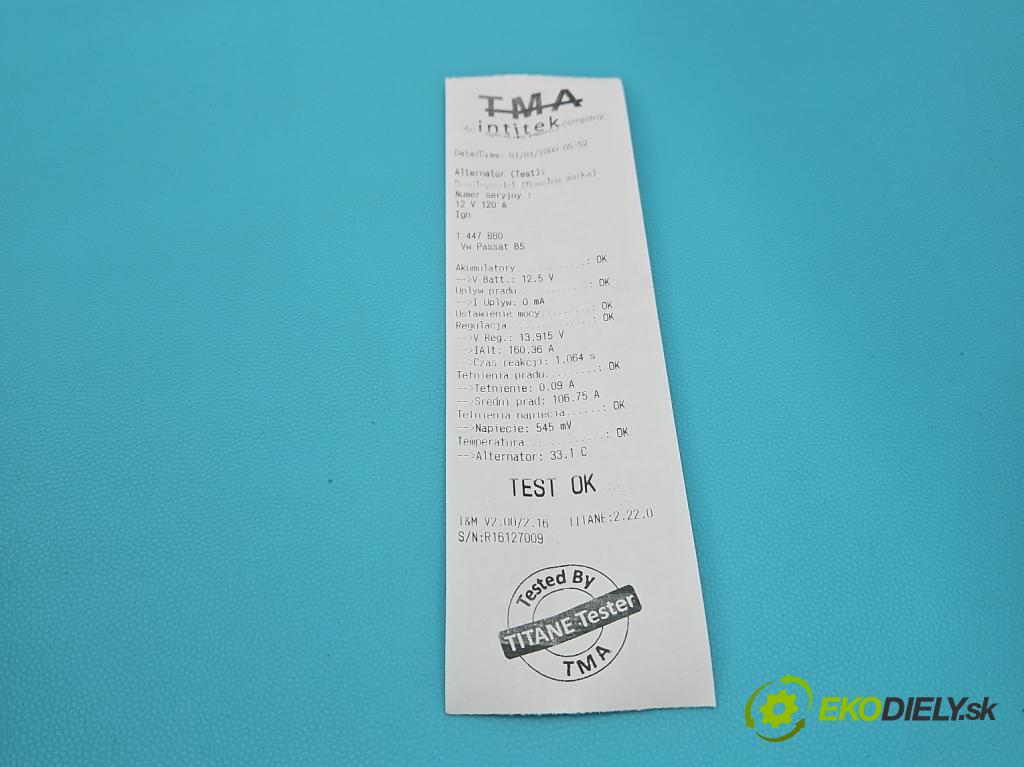 TMA
An intitek company
Data/Czas: 01/01/2000 05:52
Alternator (Test):
(Dowolna marka)
Numer seryjny :
12 V 120 A
Ign
1 447 880
Vw Passat B5
Akumulatory............: OK
-->V Batt.: 12.5 V
Uplyw pradu............: OK
-->I Uplyw: 0 mA
Ustawienie mocy........: OK
Regulacja..............: OK
-->V Reg.: 13.915 V
-->IAlt: 160.36 A
-->Czas reakcji: 1.064 s
Tetnienia pradu........: OK
-->Tetnienie: 0.09 A
-->Sredni prad: 106.75 A
Tetnienia napiecia.....: OK
-->Napiecie: 545 mV
Temperatura............: OK
-->Alternator: 33.1 C
TEST OK
T&M V2.00/2.16 TITANE:2.22.0
S/N:R16127009
Tested By
TITANE Tester
TMA
EKODIELY.sk